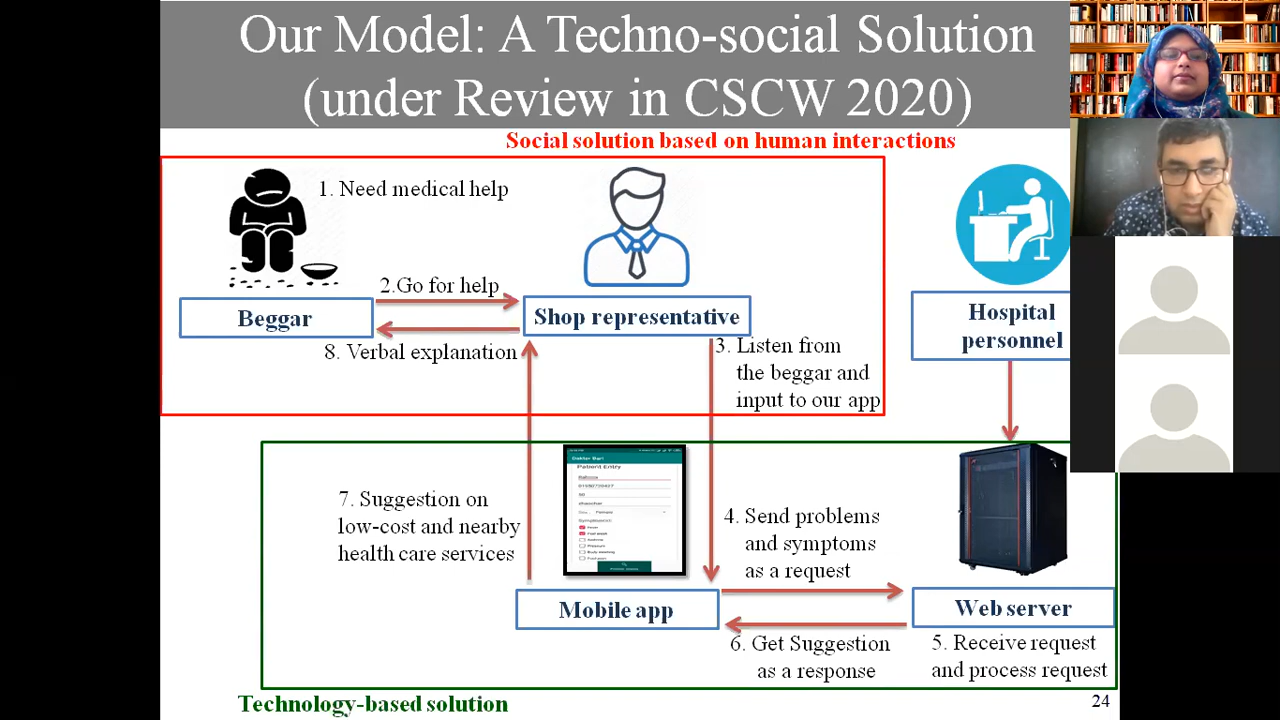 Our Model: A Techno-social Solution
(under Review in CSCW 2020)
Social solution based on human interactions
1. Need medical help
2.Go for help
Beggar
Shop representative
Hospital
personnel
8. Verbal explanation
3. Listen from
the beggar and
input to our app
Patient Entry
7. Suggestion on
low-cost and nearby
health care services
4. Send problems
and symptoms
as a request
Mobile app
Web server
6. Get Suggestion
as a response
5. Receive request
and process request
Technology-based solution
24